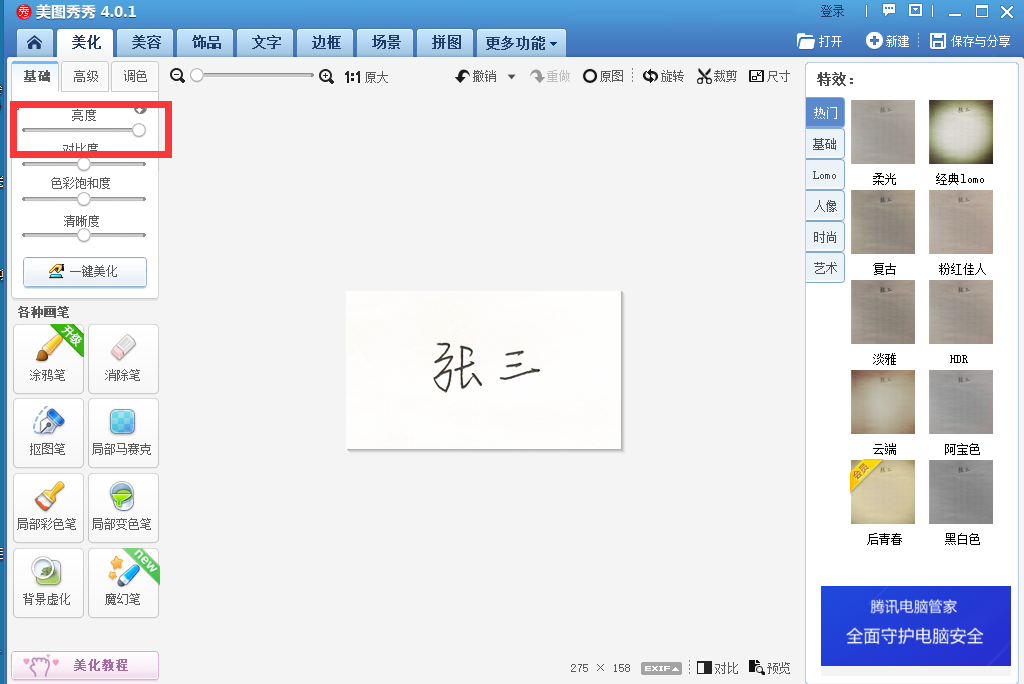 秀 美图秀秀 4.0.1
登录
美化 美容 饰品 文字 边框 场景 拼图 更多功能
打开 新建 保存与分享
基础 高级 调色
1:1 原大 撤销 重做 原图 旋转 裁剪 尺寸
亮度
对比度
色彩饱和度
清晰度
一键美化
各种画笔
升级
涂鸦笔 消除笔
抠图笔 局部马赛克
局部彩色笔 局部变色笔
new
背景虚化 魔幻笔
美化教程
张三
275 × 158 EXIF 对比 预览
特效：
热门
基础
Lomo
人像
时尚
艺术
柔光 经典lomo
复古 粉红佳人
淡雅 HDR
云端 阿宝色
会员
后青春 黑白色
腾讯电脑管家
全面守护电脑安全